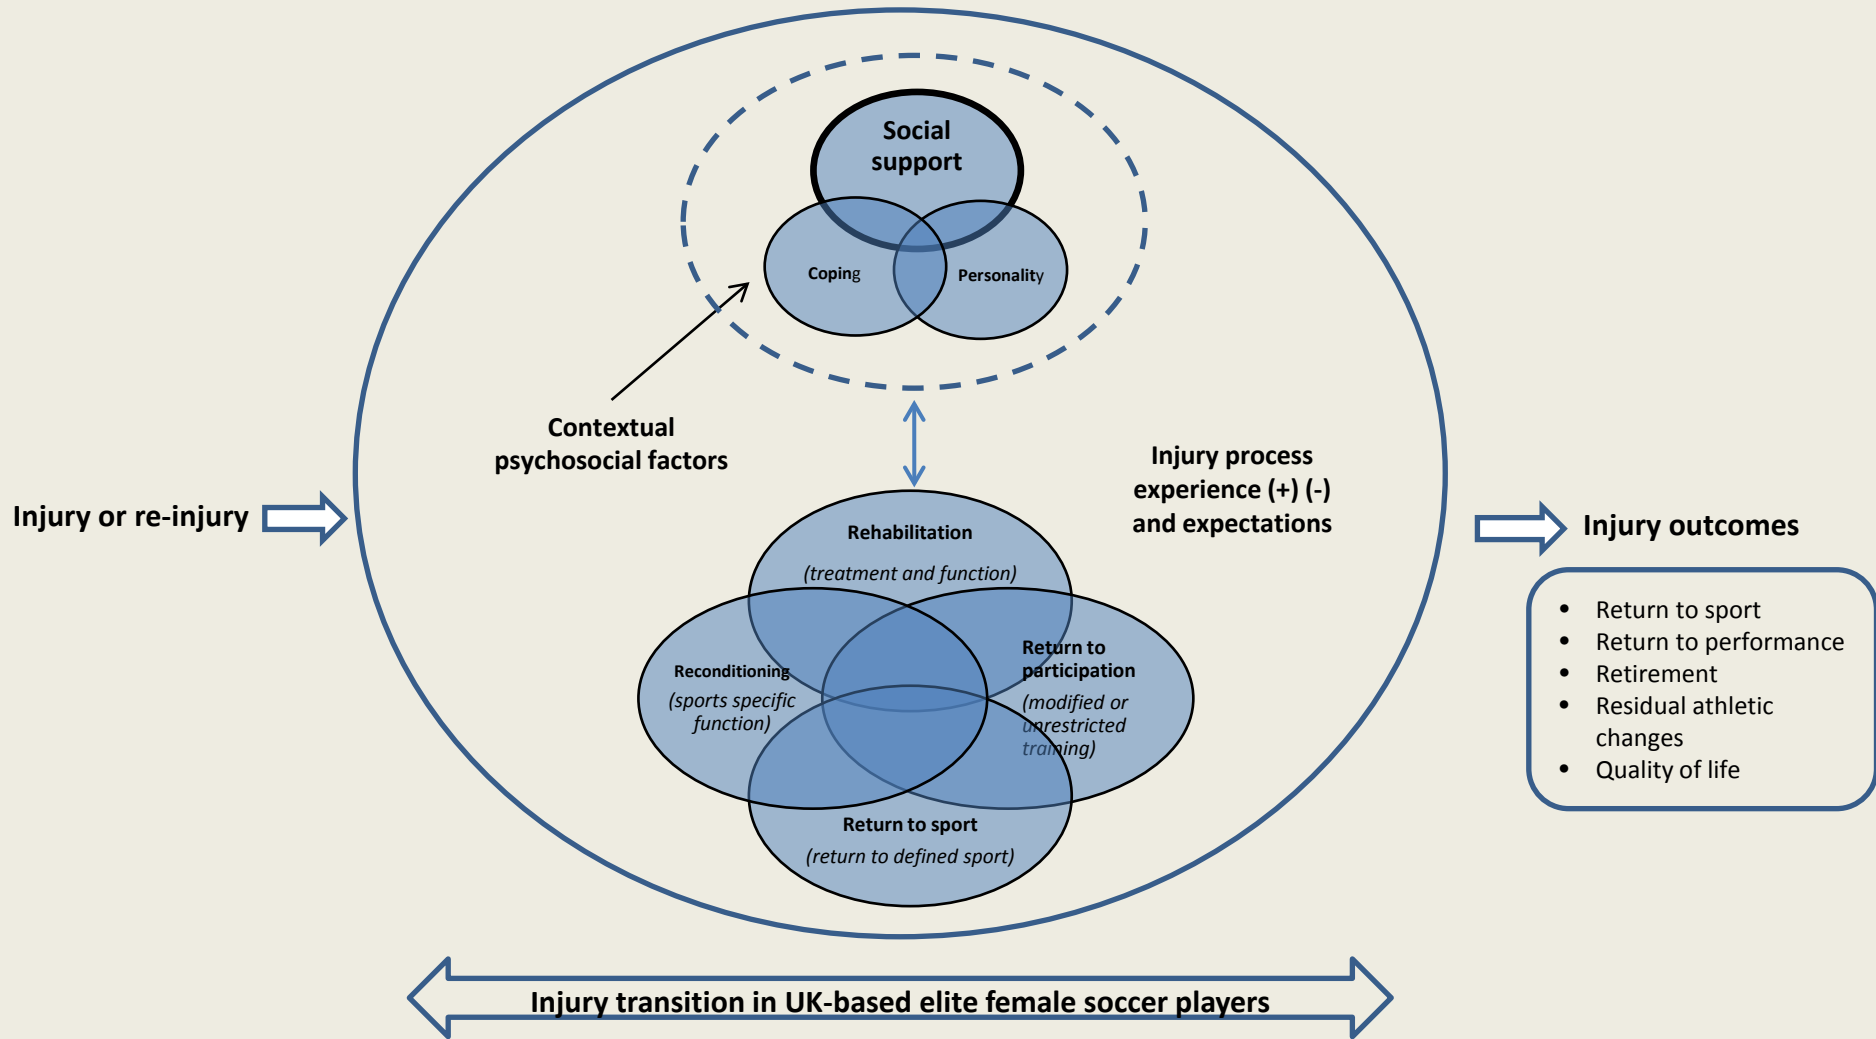 Social
support
Coping
Personality
Contextual
psychosocial factors
Injury process
experience (+) (-)
and expectations
Injury or re-injury
Rehabilitation
(treatment and function)
Reconditioning
(sports specific
function)
Return to
participation
(modified or
unrestricted
training)
Return to sport
(return to defined sport)
Injury outcomes
• Return to sport
• Return to performance
• Retirement
• Residual athletic
changes
• Quality of life
Injury transition in UK-based elite female soccer players